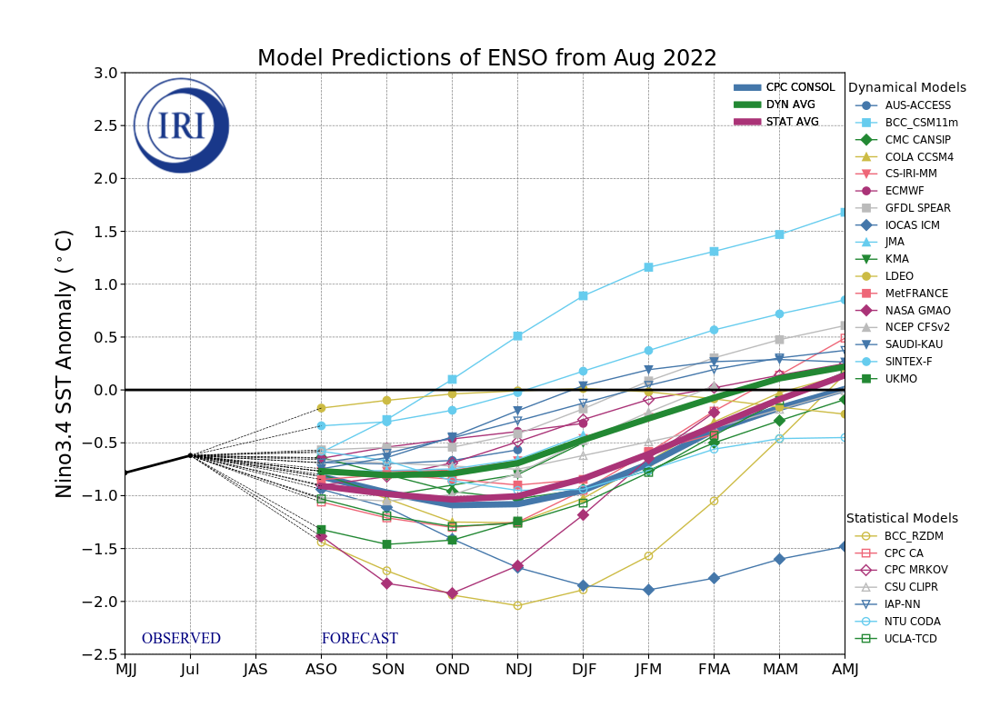 Model Predictions of ENSO from Aug 2022
Nino3.4 SST Anomaly (°C)
3.0
2.5
2.0
1.5
1.0
0.5
0.0
−0.5
−1.0
−1.5
−2.0
−2.5
IRI
CPC CONSOL
DYN AVG
STAT AVG
OBSERVED
FORECAST
MJJ Jul JAS ASO SON OND NDJ DJF JFM FMA MAM AMJ
Dynamical Models
AUS-ACCESS
BCC_CSM11m
CMC CANSIP
COLA CCSM4
CS-IRI-MM
ECMWF
GFDL SPEAR
IOCAS ICM
JMA
KMA
LDEO
MetFRANCE
NASA GMAO
NCEP CFSv2
SAUDI-KAU
SINTEX-F
UKMO
Statistical Models
BCC_RZDM
CPC CA
CPC MRKOV
CSU CLIPR
IAP-NN
NTU CODA
UCLA-TCD